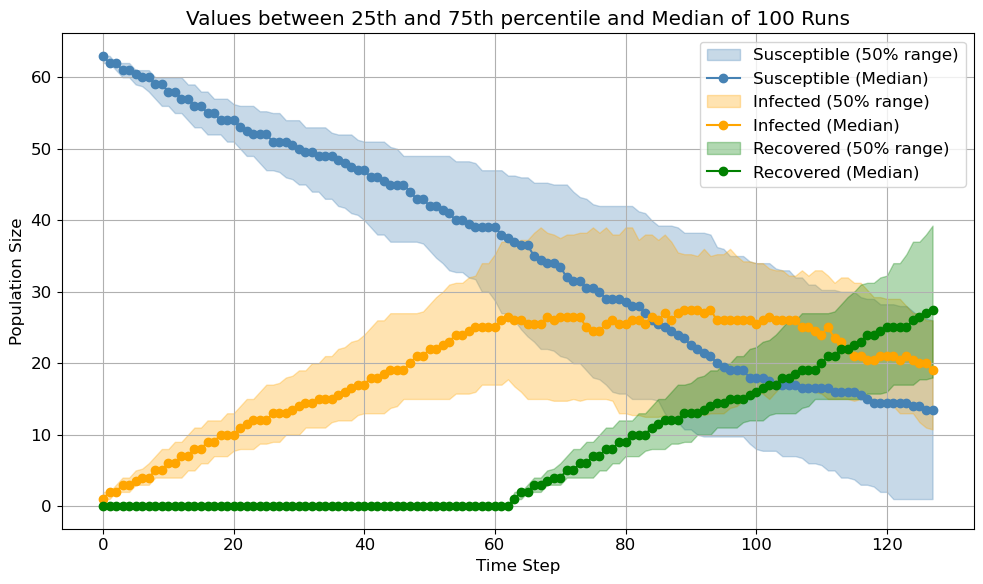 Values between 25th and 75th percentile and Median of 100 Runs
Susceptible (50% range)
Susceptible (Median)
Infected (50% range)
Infected (Median)
Recovered (50% range)
Recovered (Median)
Population Size
60
50
40
30
20
10
0
0 20 40 60 80 100 120
Time Step